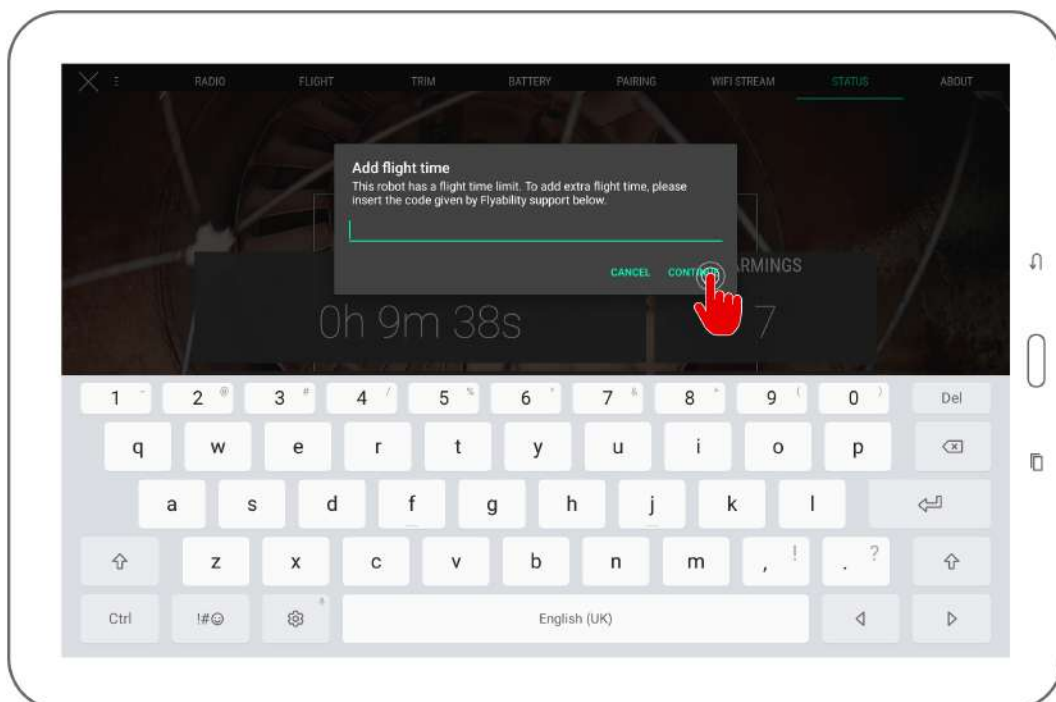 RADIO FLIGHT TRIM BATTERY PAIRING WIFI STREAM STATUS ABOUT
Add flight time
This robot has a flight time limit. To add extra flight time, please
insert the code given by Flyability support below.
CANCEL
ARMINGS
0h 9m 38s 7
1 ~ 2 @ 3 # 4 / 5 % 6 7 & 8 9 ( 0 ) Del
q w e r t y u i o p
a s d f g h j k l
z x c v b n m , ! . ?
Ctrl !#☺ English (UK)